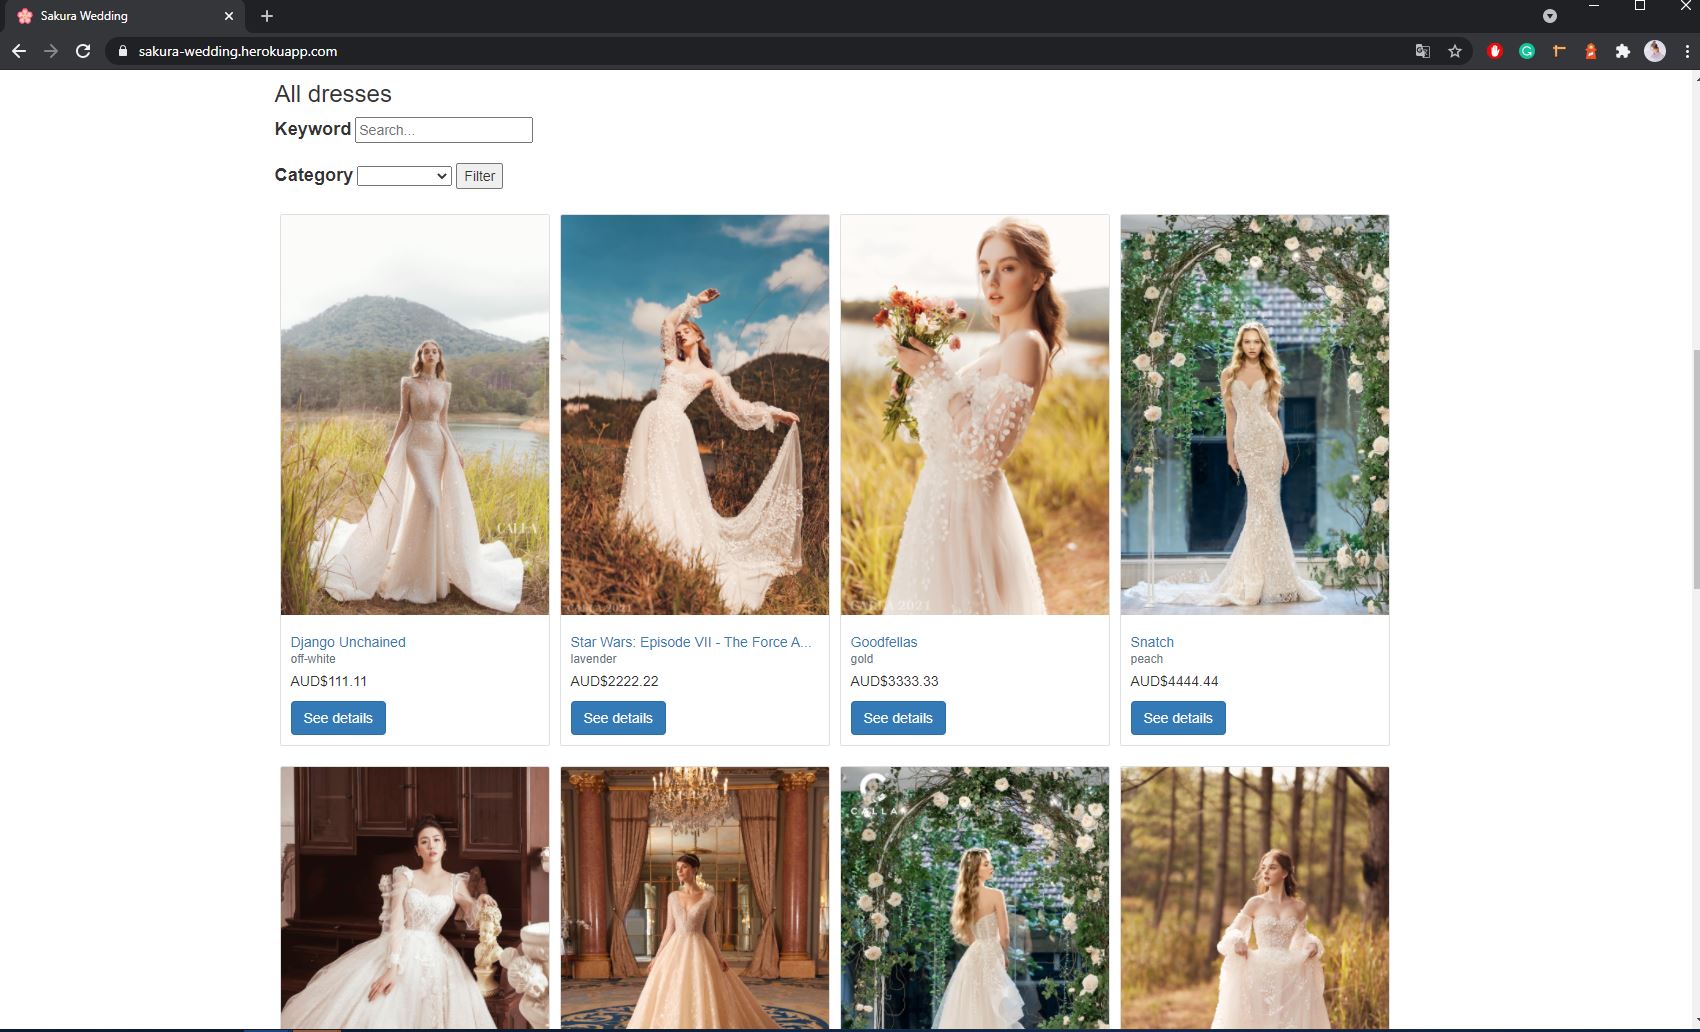 Sakura Wedding
sakura-wedding.herokuapp.com
All dresses
Keyword Search...
Category Filter
CALLA
CALLA 2021
CALLA 2021
Django Unchained
off-white
AUD$111.11
See details
Star Wars: Episode VII - The Force A...
lavender
AUD$2222.22
See details
Goodfellas
gold
AUD$3333.33
See details
Snatch
peach
AUD$4444.44
See details
CALLA